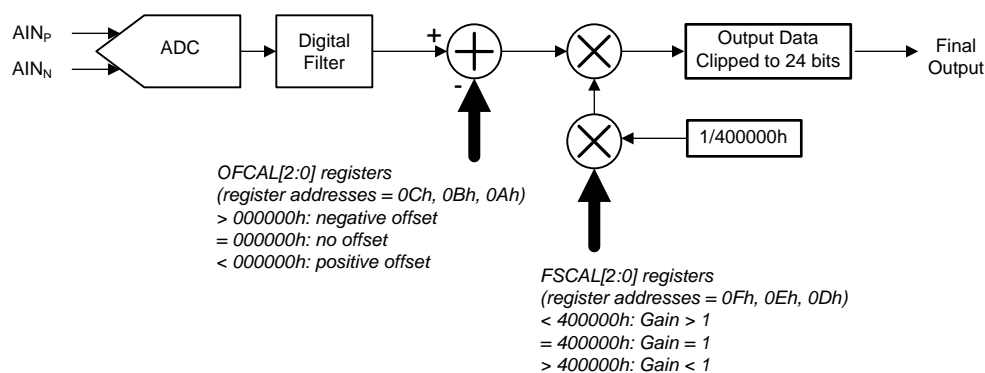 AINP
AINN
ADC
Digital
Filter
+
-
Output Data
Clipped to 24 bits
Final
Output
1/400000h
OFCAL[2:0] registers
(register addresses = 0Ch, 0Bh, 0Ah)
> 000000h: negative offset
= 000000h: no offset
< 000000h: positive offset
FSCAL[2:0] registers
(register addresses = 0Fh, 0Eh, 0Dh)
< 400000h: Gain > 1
= 400000h: Gain = 1
> 400000h: Gain < 1